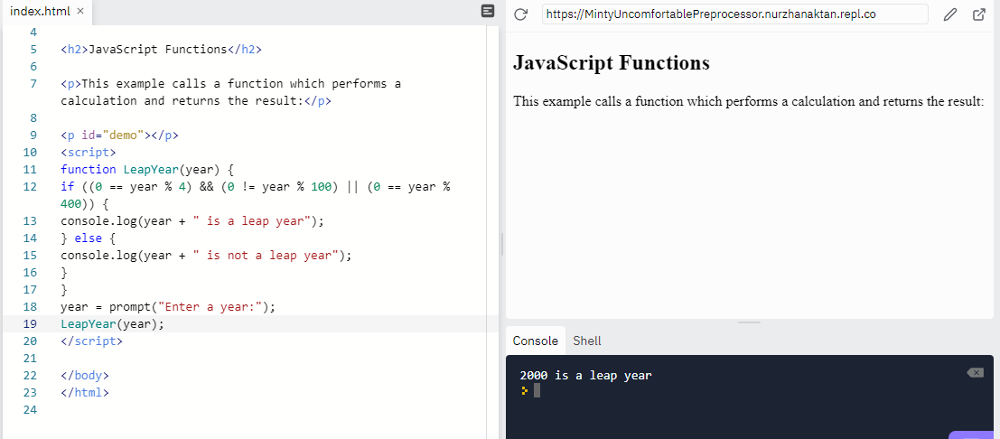 index.html ×
4
5 <h2>JavaScript Functions</h2>
6
7 <p>This example calls a function which performs a
calculation and returns the result:</p>
8
9 <p id="demo"></p>
10 <script>
11 function LeapYear(year) {
12 if ((0 == year % 4) && (0 != year % 100) || (0 == year %
400)) {
13 console.log(year + " is a leap year");
14 } else {
15 console.log(year + " is not a leap year");
16 }
17 }
18 year = prompt("Enter a year:");
19 LeapYear(year);
20 </script>
21
22 </body>
23 </html>
24
https://MintyUncomfortablePreprocessor.nurzhanaktan.repl.co
JavaScript Functions
This example calls a function which performs a calculation and returns the result:
Console Shell
2000 is a leap year
>